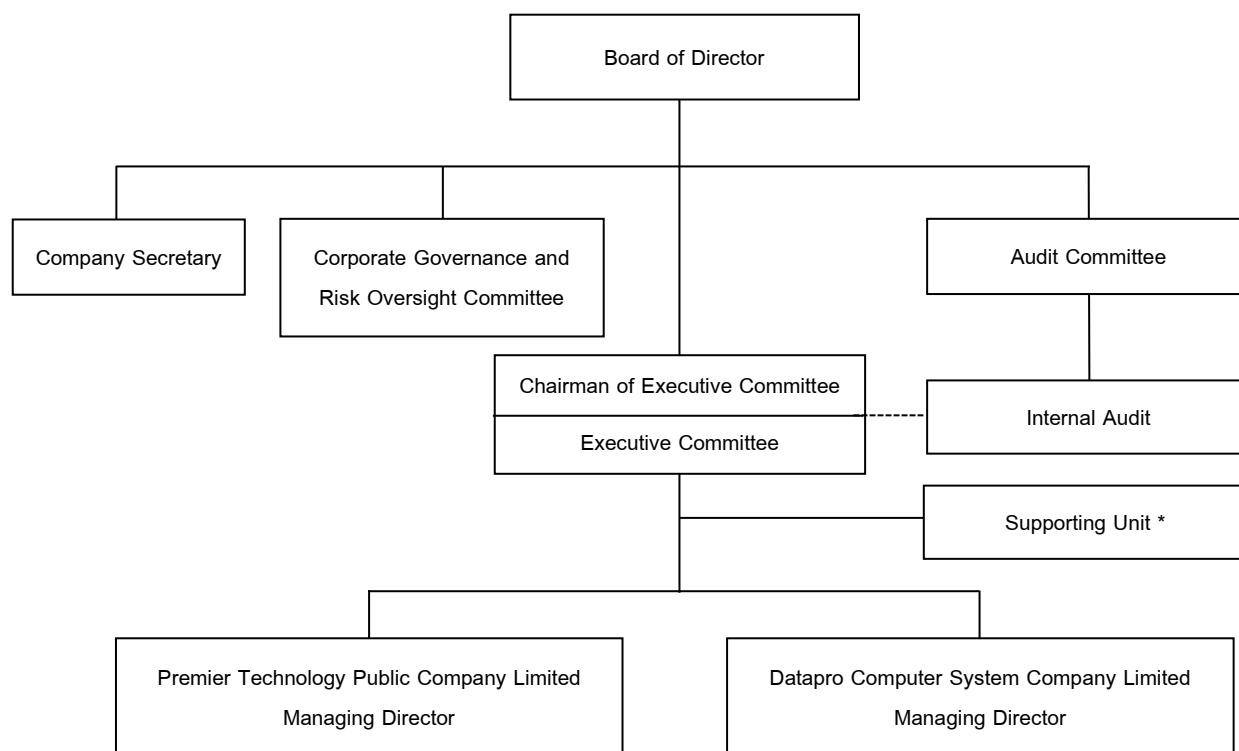 Board of Director
Company Secretary
Corporate Governance and
Risk Oversight Committee
Audit Committee
Chairman of Executive Committee
Executive Committee
Internal Audit
Supporting Unit *
Premier Technology Public Company Limited
Managing Director
Datapro Computer System Company Limited
Managing Director